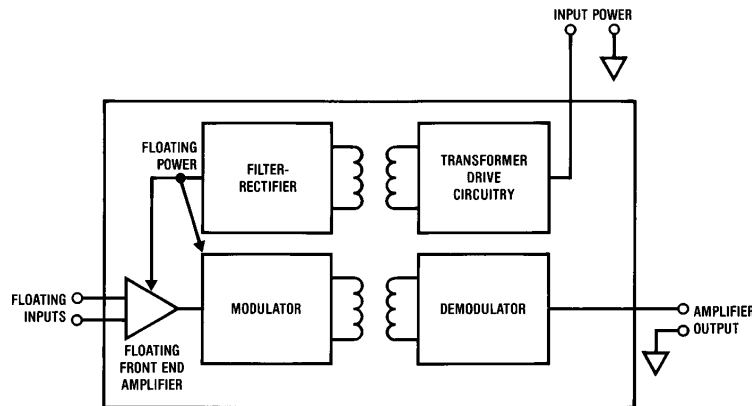 INPUT POWER
FLOATING
POWER
FILTER-
RECTIFIER
TRANSFORMER
DRIVE
CIRCUITRY
FLOATING
INPUTS
FLOATING
FRONT END
AMPLIFIER
MODULATOR
DEMODULATOR
AMPLIFIER
OUTPUT